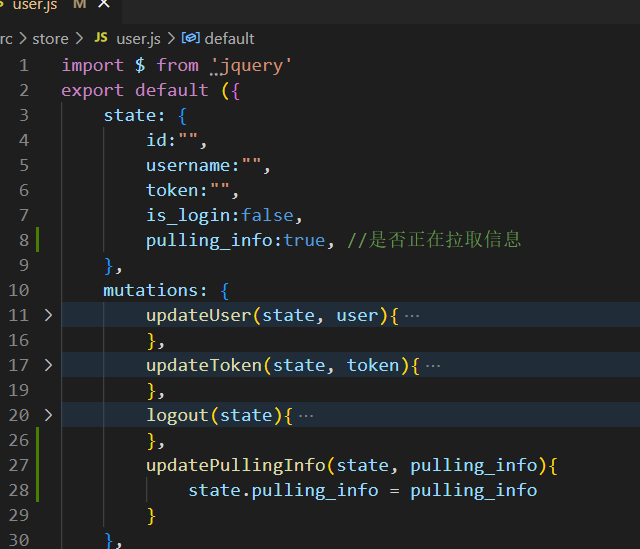 user.js M ×
rc > store > JS user.js > default
1 import $ from 'jquery'
2 export default ({
3 state: {
4 id:"",
5 username:"",
6 token:"",
7 is_login:false,
8 pulling_info:true, //是否正在拉取信息
9 },
10 mutations: {
11 updateUser(state, user){ ···
16 },
17 updateToken(state, token){ ···
19 },
20 logout(state){ ···
26 },
27 updatePullingInfo(state, pulling_info){
28 state.pulling_info = pulling_info
29 }
30 },